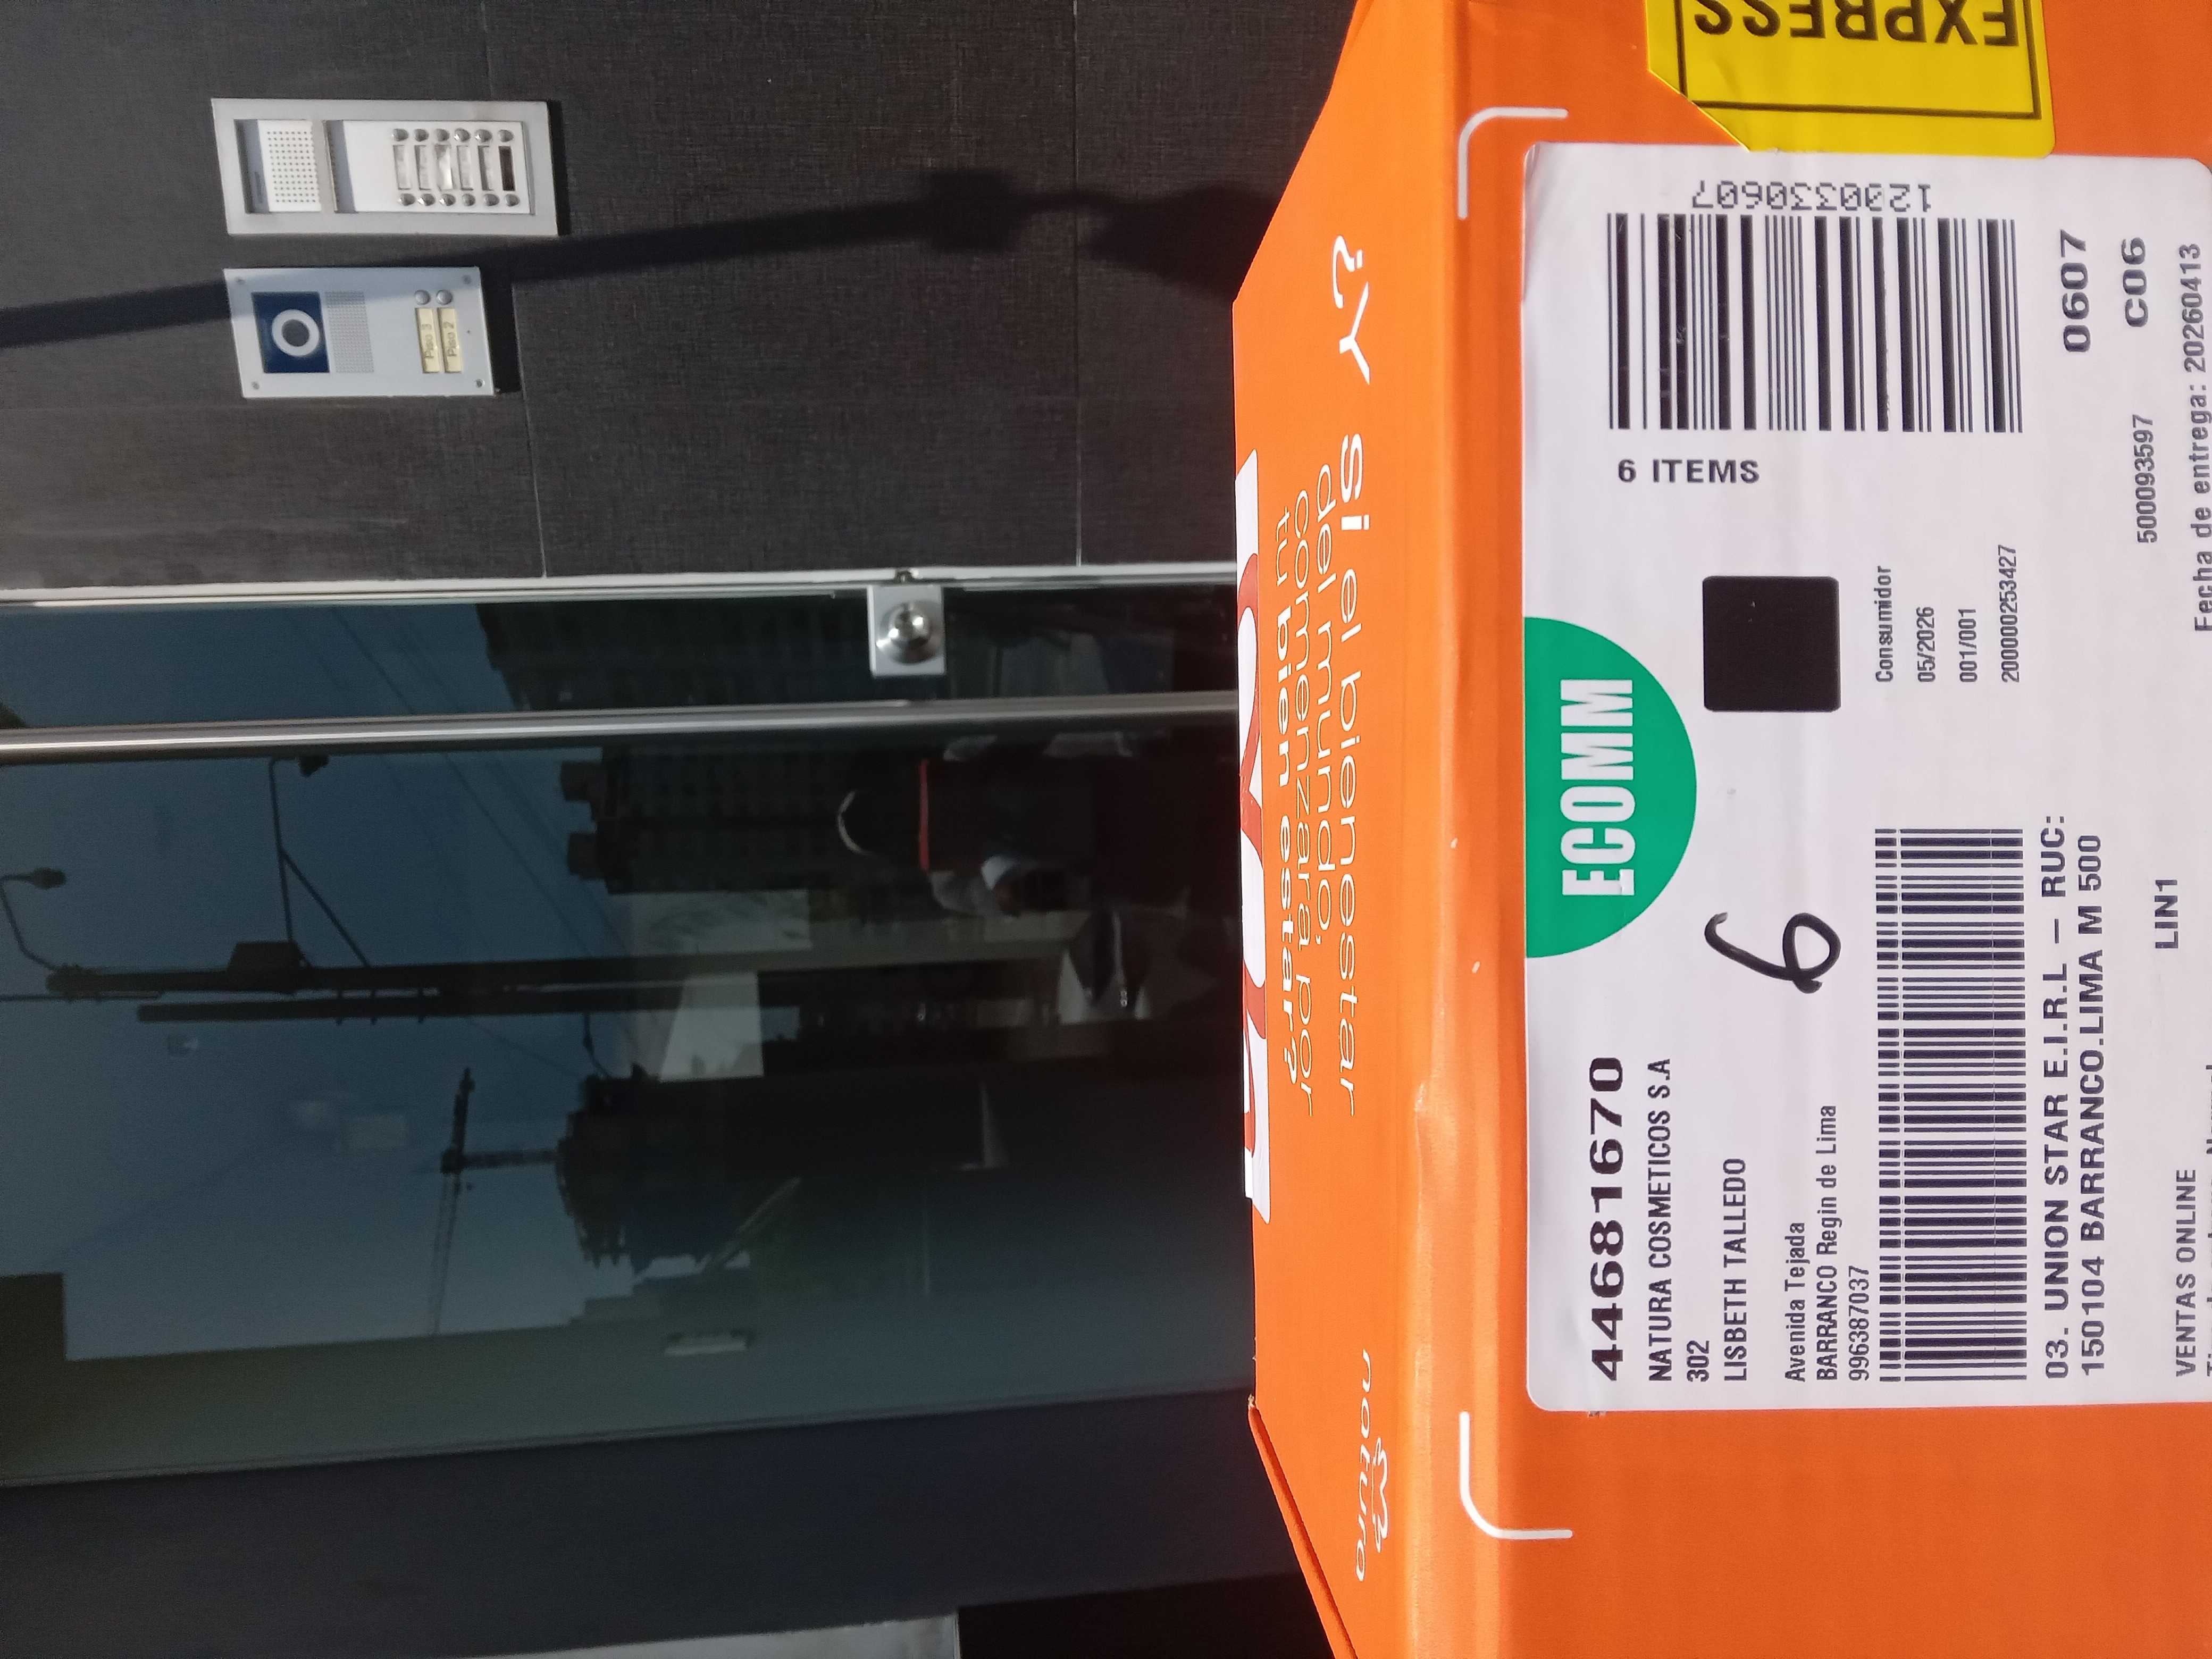 Piso 3
Piso 2
¿Y si el bienestar
del mundo,
comenzara por
tu bien estar?
natura
EXPRESS
ECOMM
44681670
NATURA COSMETICOS S.A
302
LISBETH TALLEDO
Avenida Tejada
BARRANCO Regin de Lima
996387037
6
6 ITEMS
1200330607
Consumidor
05/2026
001/001
200000253427
0607
C06
03. UNION STAR E.I.R.L – RUC:
150104 BARRANCO.LIMA M 500
LIN1
500093597
VENTAS ONLINE
Fecha de entrega: 20260413